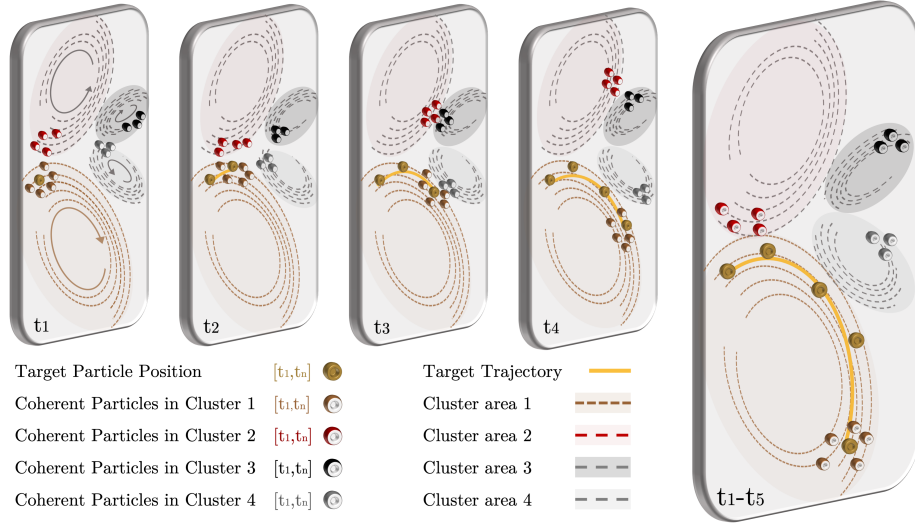 t1
t2
t3
t4
t1-t5
Target Particle Position [t1,tn]
Coherent Particles in Cluster 1 [t1,tn]
Coherent Particles in Cluster 2 [t1,tn]
Coherent Particles in Cluster 3 [t1,tn]
Coherent Particles in Cluster 4 [t1,tn]
Target Trajectory
Cluster area 1
Cluster area 2
Cluster area 3
Cluster area 4